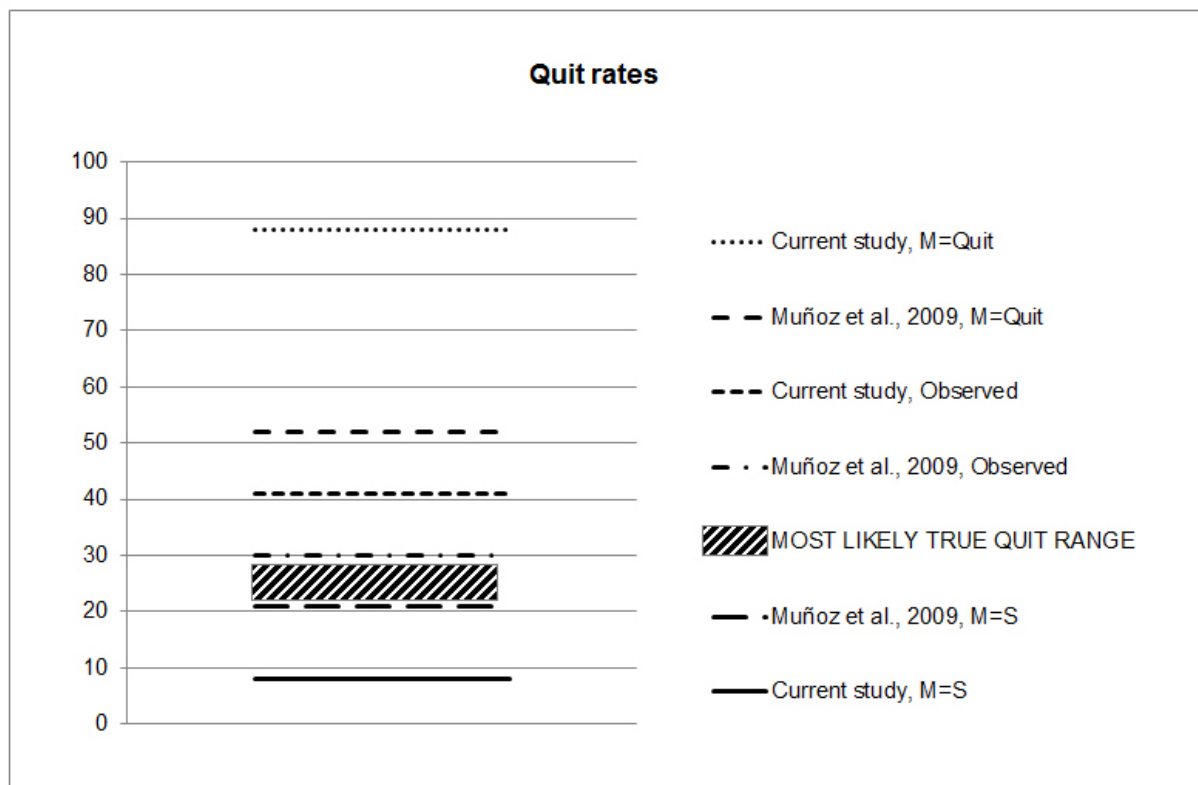 Quit rates
100
90
80
70
60
50
40
30
20
10
0
Current study, M=Quit
Muñoz et al., 2009, M=Quit
Current study, Observed
Muñoz et al., 2009, Observed
MOST LIKELY TRUE QUIT RANGE
Muñoz et al., 2009, M=S
Current study, M=S